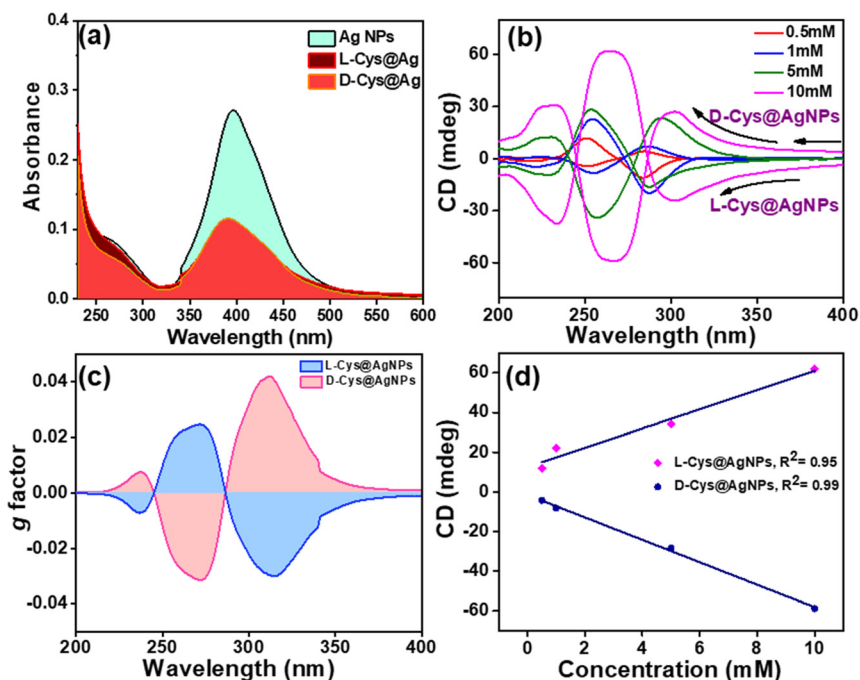 (a)
Ag NPs
L-Cys@Ag
D-Cys@Ag
Absorbance
0.4
0.3
0.2
0.1
0.0
250 300 350 400 450 500 550 600
Wavelength (nm)
(b)
0.5mM
1mM
5mM
10mM
D-Cys@AgNPs
L-Cys@AgNPs
CD (mdeg)
60
30
0
-30
-60
200 250 300 350 400
Wavelength (nm)
(c)
L-Cys@AgNPs
D-Cys@AgNPs
g factor
0.04
0.02
0.00
-0.02
-0.04
200 250 300 350 400
Wavelength (nm)
(d)
L-Cys@AgNPs, R²= 0.95
D-Cys@AgNPs, R²= 0.99
CD (mdeg)
60
40
20
0
-20
-40
-60
0 2 4 6 8 10
Concentration (mM)